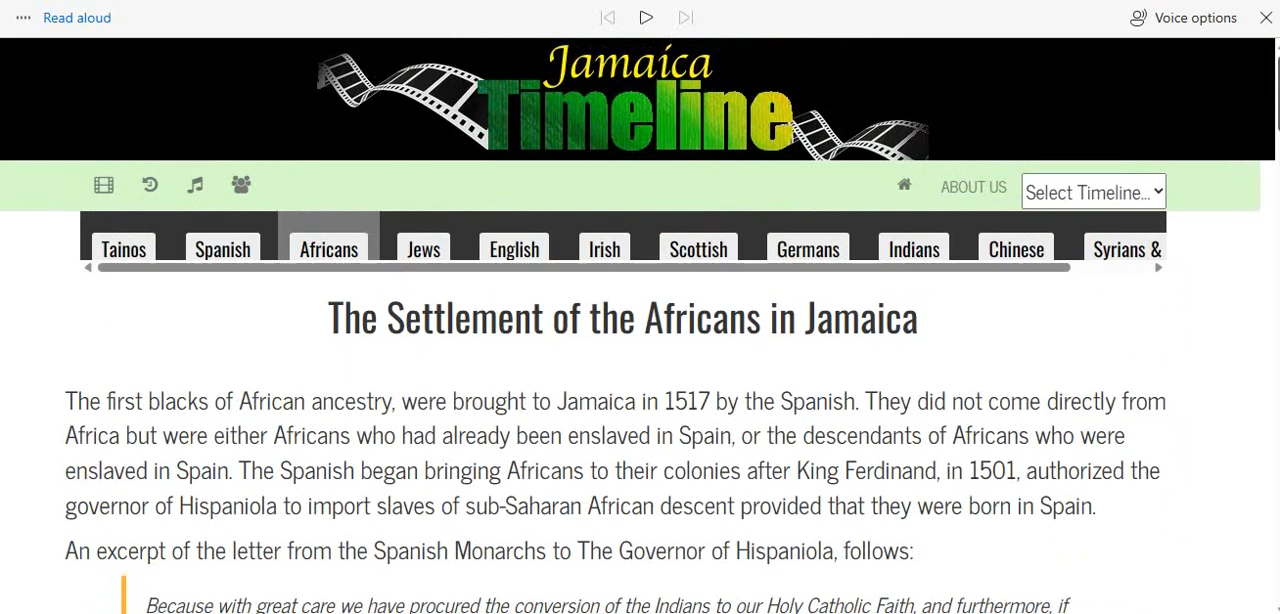 Read aloud
Voice options
Jamaica
Timeline
ABOUT US
Select Timeline...
Tainos Spanish Africans Jews English Irish Scottish Germans Indians Chinese Syrians &
The Settlement of the Africans in Jamaica
The first blacks of African ancestry, were brought to Jamaica in 1517 by the Spanish. They did not come directly from
Africa but were either Africans who had already been enslaved in Spain, or the descendants of Africans who were
enslaved in Spain. The Spanish began bringing Africans to their colonies after King Ferdinand, in 1501, authorized the
governor of Hispaniola to import slaves of sub-Saharan African descent provided that they were born in Spain.
An excerpt of the letter from the Spanish Monarchs to The Governor of Hispaniola, follows:
Because with great care we have procured the conversion of the Indians to our Holy Catholic Faith, and furthermore, if